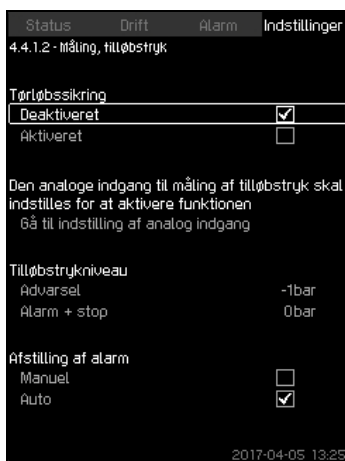 Status Drift Alarm Indstillinger
4.4.1.2 - Måling, tilløbstryk
Tørløbssikring
Deaktiveret
Aktiveret
Den analoge indgang til måling af tilløbstryk skal
indstilles for at aktivere funktionen
Gå til indstilling af analog indgang
Tilløbstrykniveau
Advarsel -1bar
Alarm + stop 0bar
Afstilling af alarm
Manuel
Auto
2017-04-05 13:25